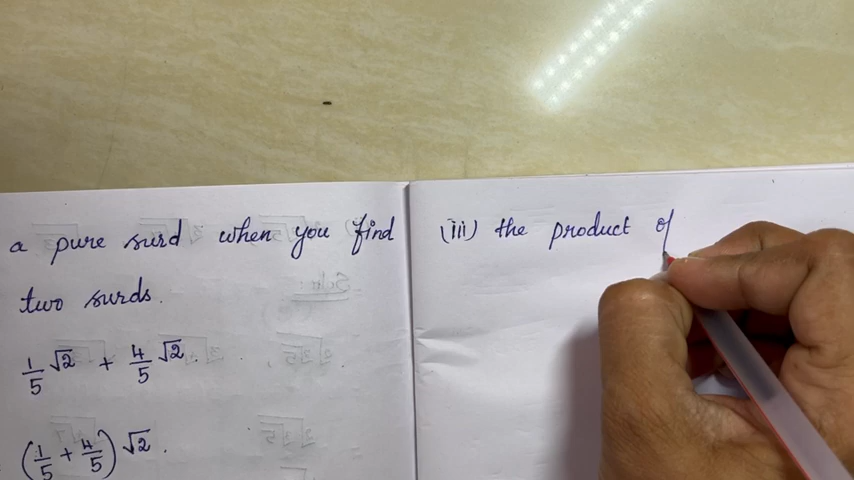 a pure surd when you find
two surds.
1/5 √2 + 4/5 √2.
(1/5 + 4/5) √2.
(iii) the product of